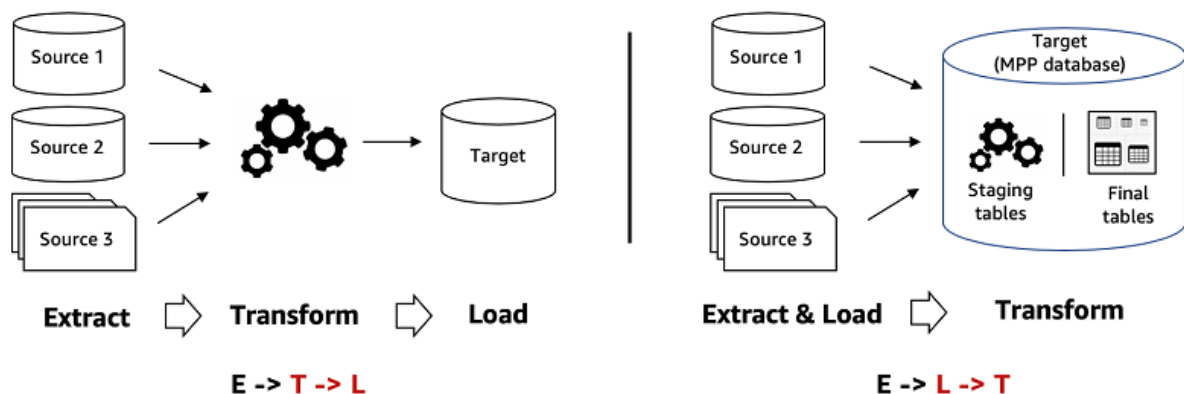 Source 1
Source 2
Source 3
Target
Extract
Transform
Load
E -> T -> L
Source 1
Source 2
Source 3
Target
(MPP database)
Staging
tables
Final
tables
Extract & Load
Transform
E -> L -> T